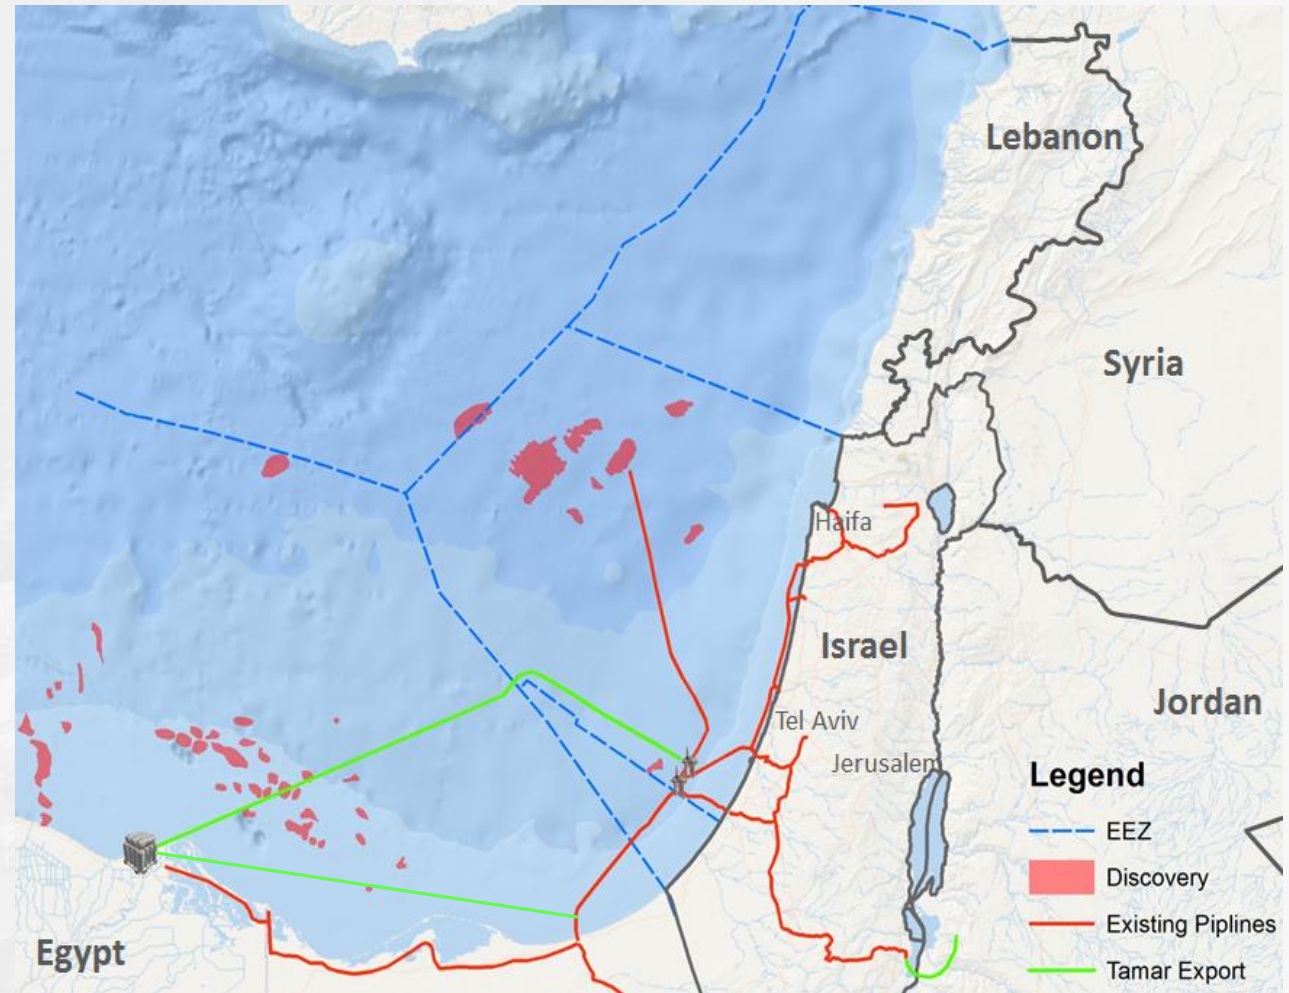 Lebanon
Syria
Haifa
Israel
Jordan
Tel Aviv
Jerusalem
Egypt
Legend
EEZ
Discovery
Existing Piplines
Tamar Export